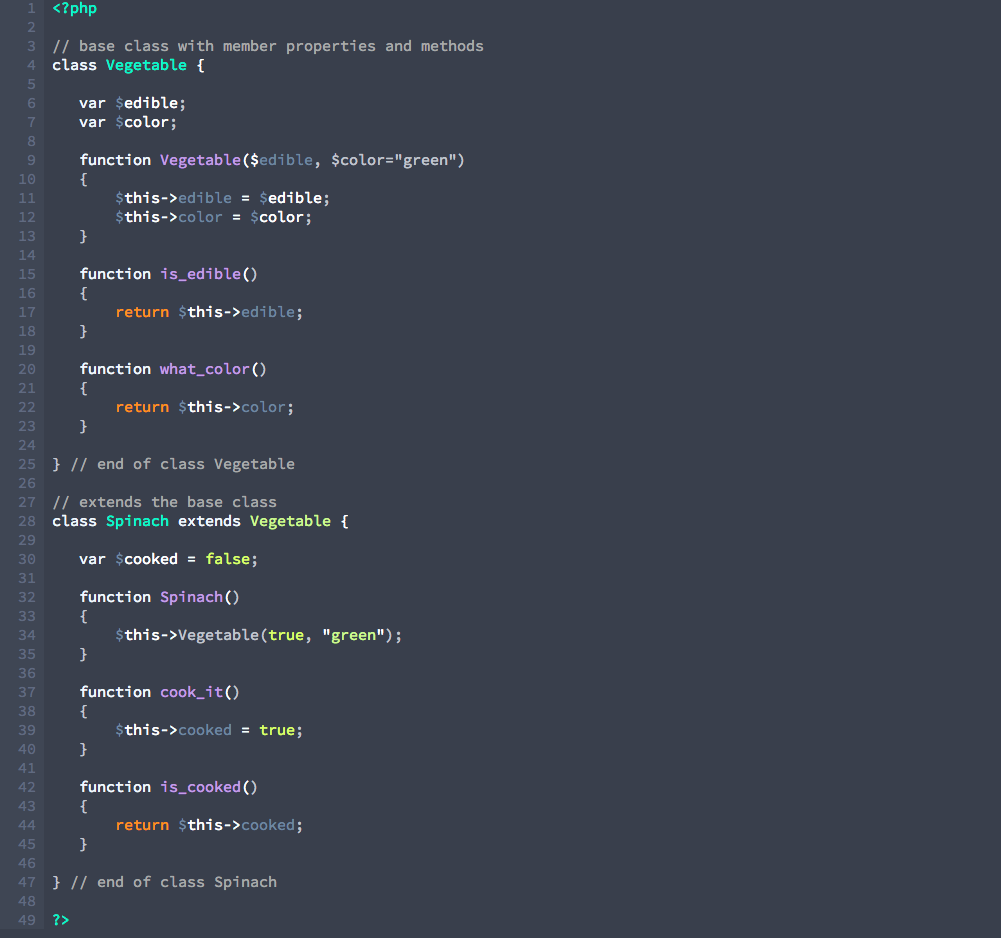 1 <?php
2
3 // base class with member properties and methods
4 class Vegetable {
5
6    var $edible;
7    var $color;
8
9    function Vegetable($edible, $color="green")
10    {
11        $this->edible = $edible;
12        $this->color = $color;
13    }
14
15    function is_edible()
16    {
17        return $this->edible;
18    }
19
20    function what_color()
21    {
22        return $this->color;
23    }
24
25 } // end of class Vegetable
26
27 // extends the base class
28 class Spinach extends Vegetable {
29
30    var $cooked = false;
31
32    function Spinach()
33    {
34        $this->Vegetable(true, "green");
35    }
36
37    function cook_it()
38    {
39        $this->cooked = true;
40    }
41
42    function is_cooked()
43    {
44        return $this->cooked;
45    }
46
47 } // end of class Spinach
48
49 ?>